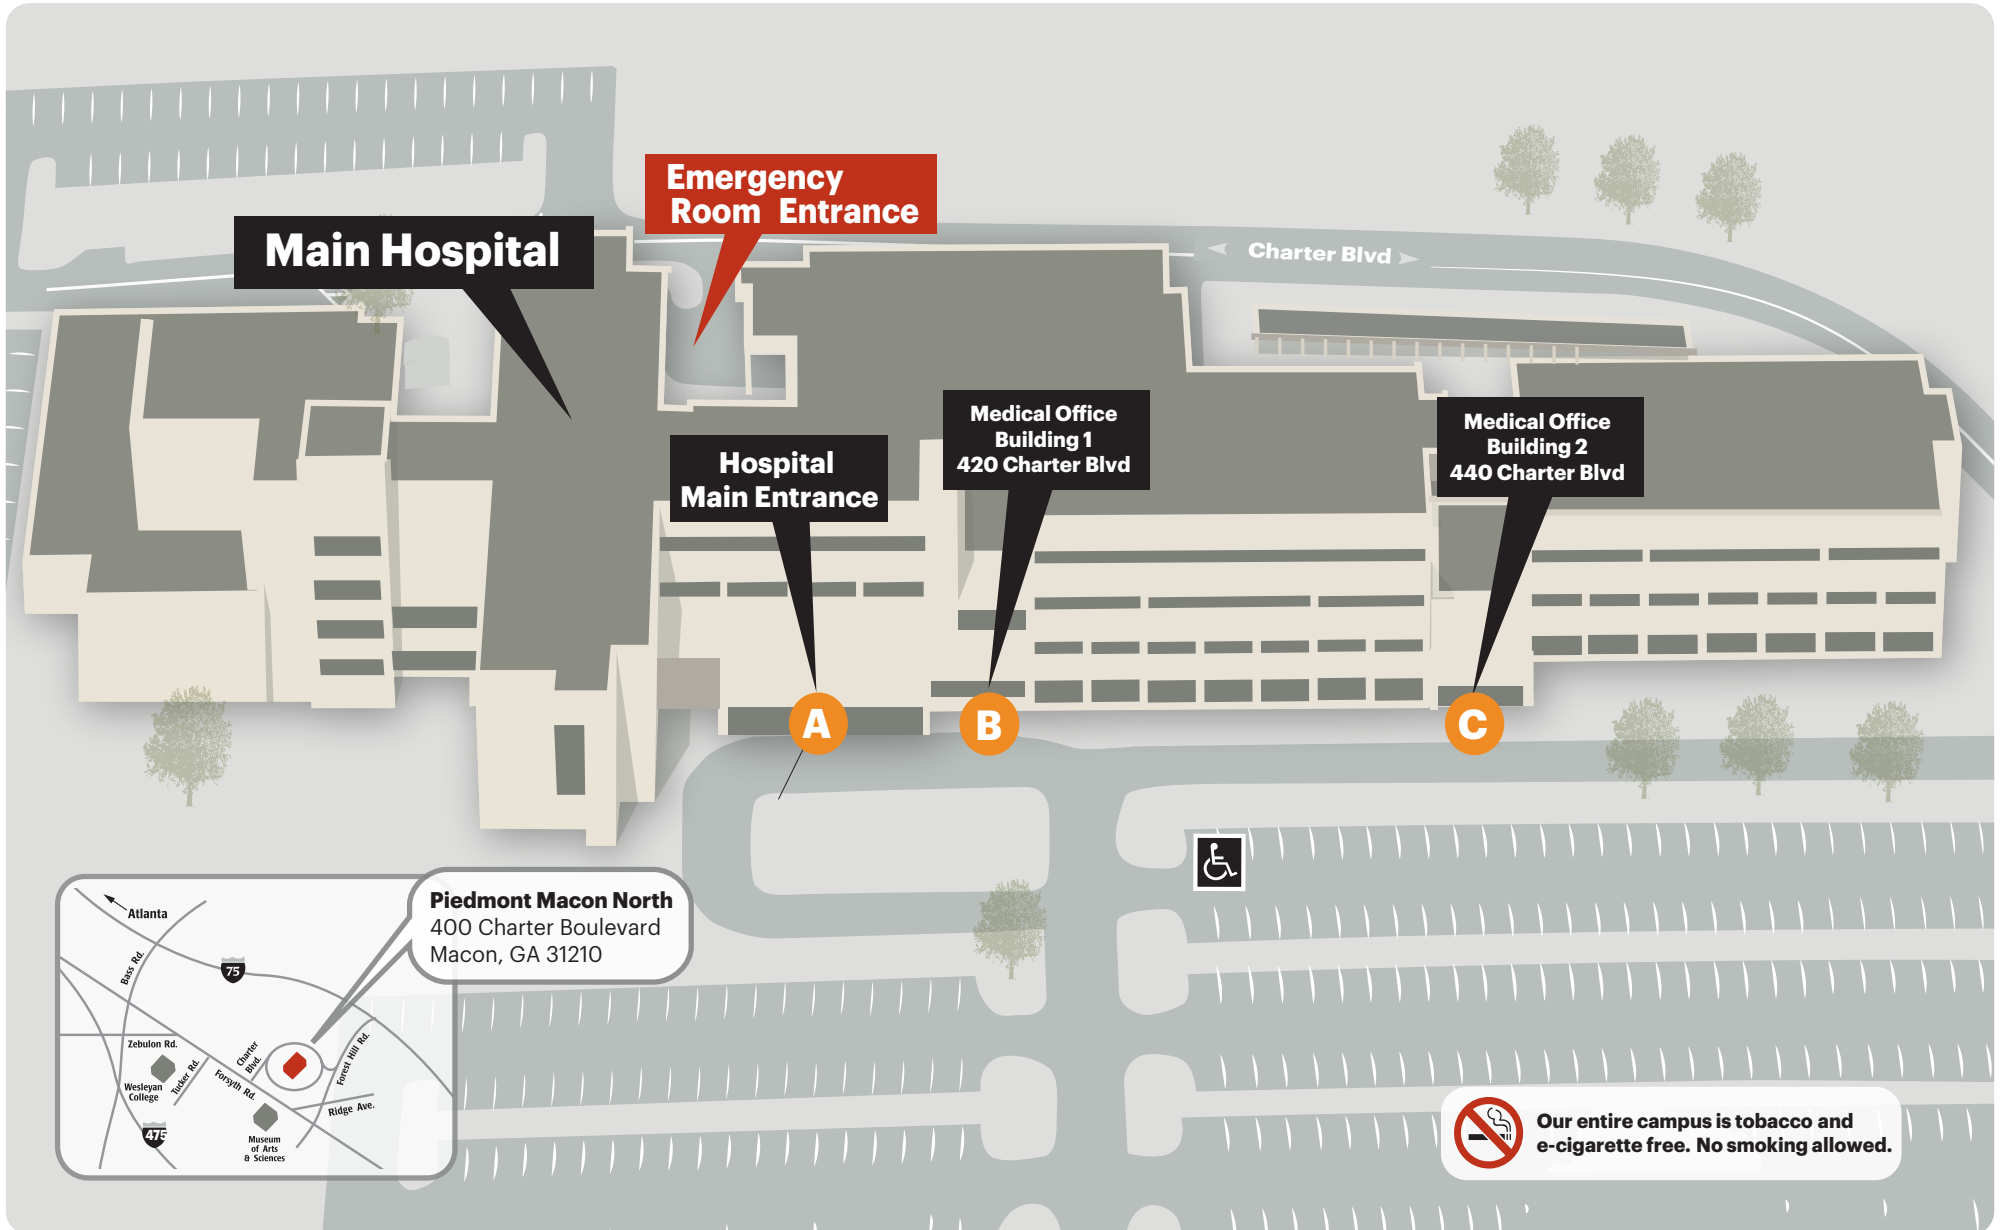 Emergency
Room Entrance
Main Hospital
Charter Blvd
Medical Office
Building 1
420 Charter Blvd
Medical Office
Building 2
440 Charter Blvd
Hospital
Main Entrance
A
B
C
Piedmont Macon North
400 Charter Boulevard
Macon, GA 31210
Atlanta
Bass Rd.
75
Zebulon Rd.
Charter
Blvd.
Forest Hill Rd.
Wesleyan
College
Tucker Rd.
Forsyth Rd.
Ridge Ave.
475
Museum
of Arts
& Sciences
Our entire campus is tobacco and
e-cigarette free. No smoking allowed.